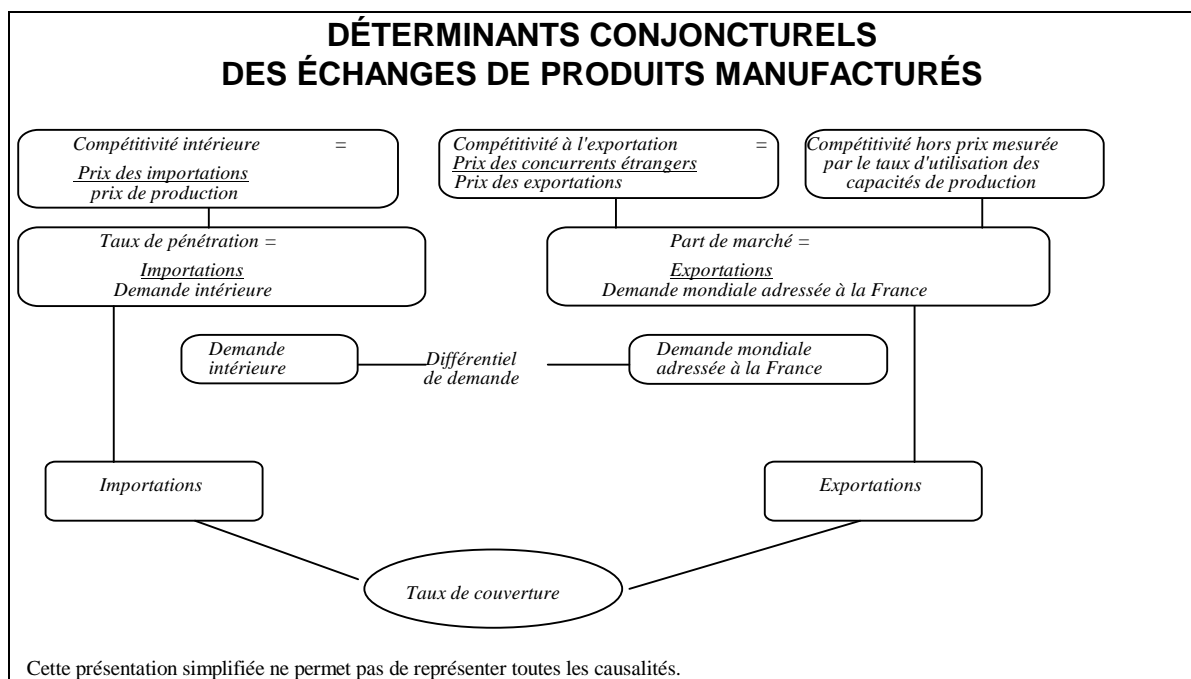 DÉTERMINANTS CONJONCTURELS
DES ÉCHANGES DE PRODUITS MANUFACTURÉS
Compétitivité intérieure =
Prix des importations
prix de production
Compétitivité à l'exportation =
Prix des concurrents étrangers
Prix des exportations
Compétitivité hors prix mesurée
par le taux d'utilisation des
capacités de production
Taux de pénétration =
Importations
Demande intérieure
Part de marché =
Exportations
Demande mondiale adressée à la France
Demande
intérieure
Différentiel
de demande
Demande mondiale
adressée à la France
Importations
Exportations
Taux de couverture
Cette présentation simplifiée ne permet pas de représenter toutes les causalités.